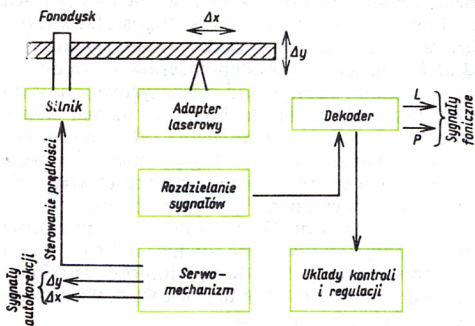 Fonodysk
Δx
Δy
Silnik
Adapter
laserowy
Dekoder
L
P
Sygnały
foniczne
Sterowanie prędkości
Rozdzielanie
sygnałów
Sygnały
autokorekcji
Δy
Δx
Serwo-
mechanizm
Układy kontroli
i regulacji